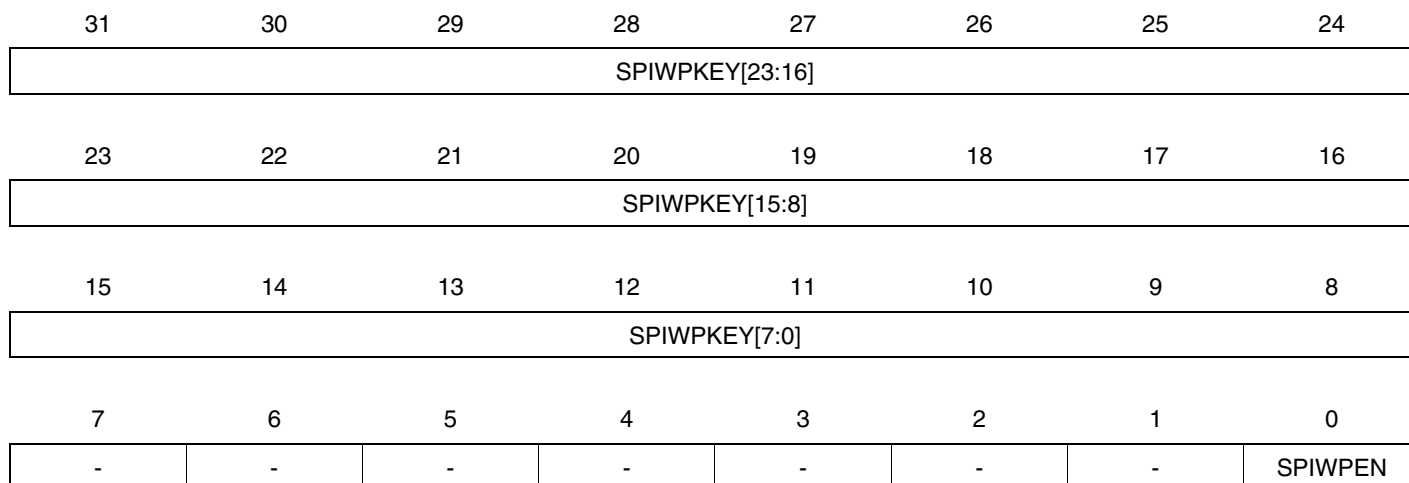 31 30 29 28 27 26 25 24
SPIWPKEY[23:16]
23 22 21 20 19 18 17 16
SPIWPKEY[15:8]
15 14 13 12 11 10 9 8
SPIWPKEY[7:0]
7 6 5 4 3 2 1 0
- - - - - - - SPIWPEN